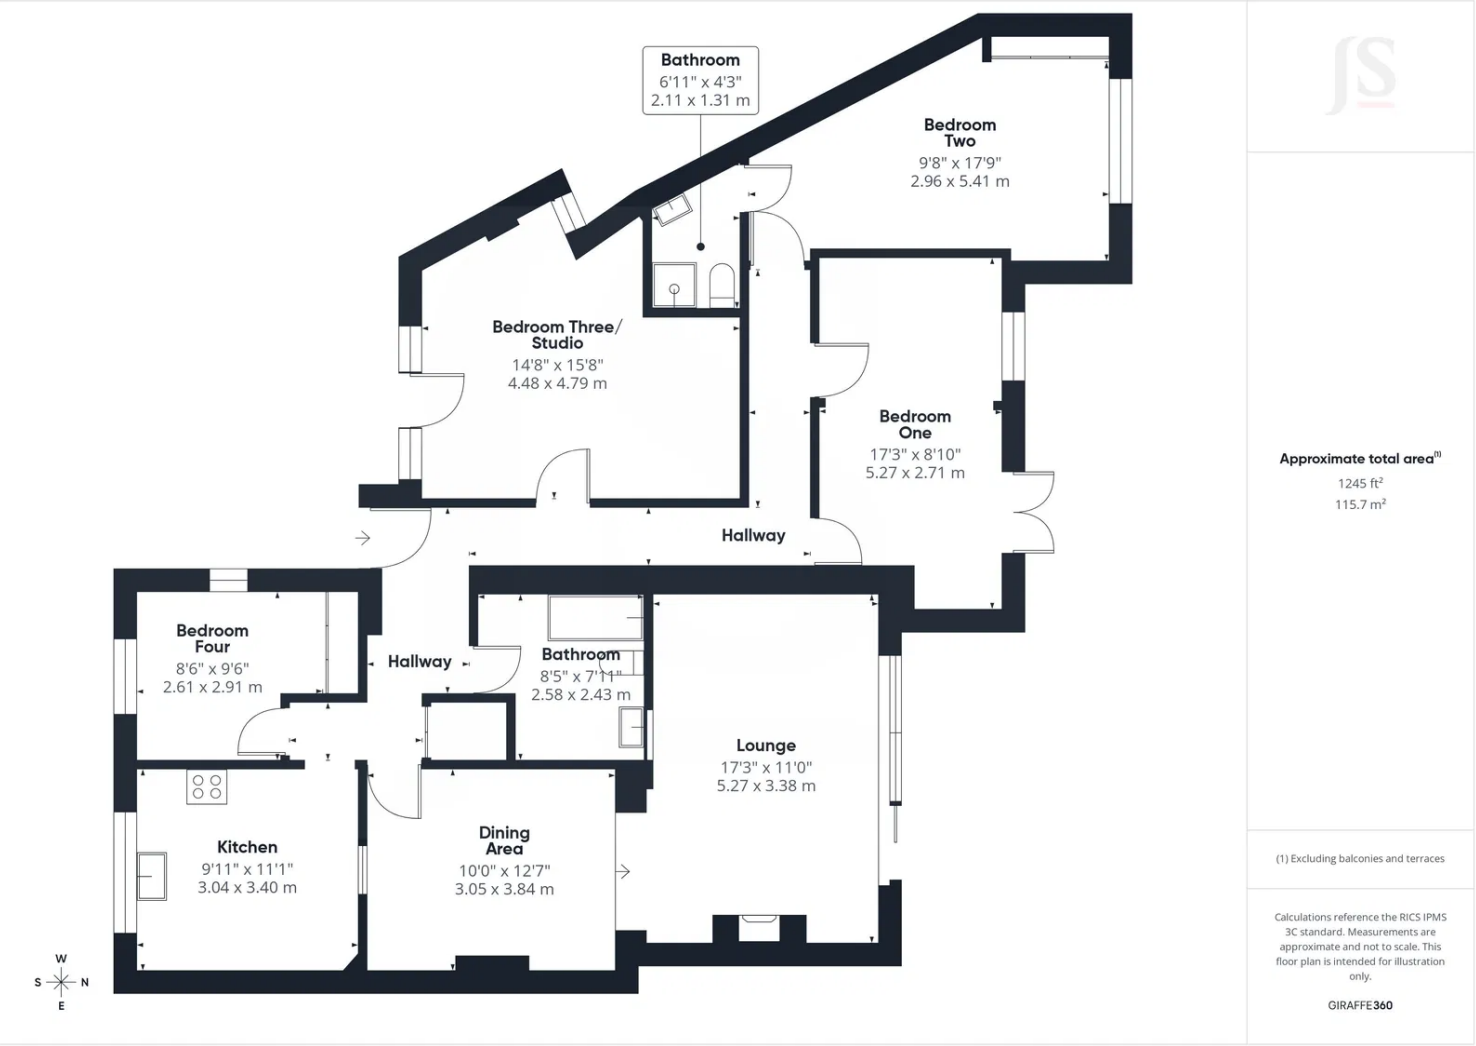 Bathroom
6'11" x 4'3"
2.11 x 1.31 m
Bedroom
Two
9'8" x 17'9"
2.96 x 5.41 m
JS
Bedroom Three/
Studio
14'8" x 15'8"
4.48 x 4.79 m
Bedroom
One
17'3" x 8'10"
5.27 x 2.71 m
Hallway
Bedroom
Four
8'6" x 9'6"
2.61 x 2.91 m
Hallway
Bathroom
8'5" x 7'11"
2.58 x 2.43 m
Lounge
17'3" x 11'0"
5.27 x 3.38 m
Kitchen
9'11" x 11'1"
3.04 x 3.40 m
Dining
Area
10'0" x 12'7"
3.05 x 3.84 m
W
S N
E
Approximate total area(1)
1245 ft²
115.7 m²
(1) Excluding balconies and terraces
Calculations reference the RICS IPMS
3C standard. Measurements are
approximate and not to scale. This
floor plan is intended for illustration
only.
GIRAFFE360